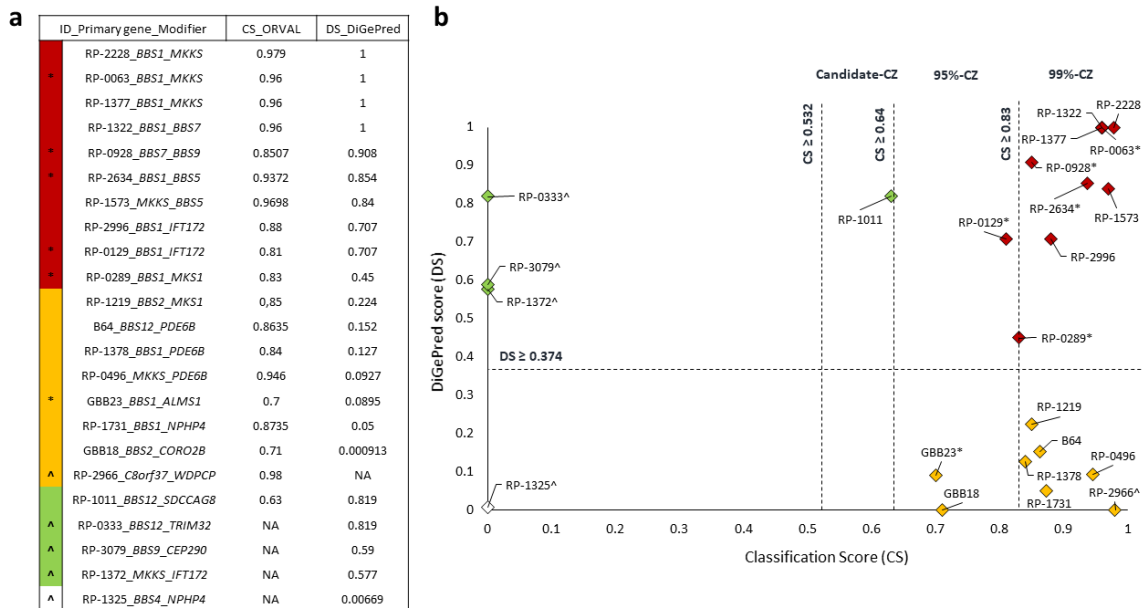 a
ID_Primary gene_Modifier CS_ORVAL DS_DiGePred
RP-2228_BBS1_MKKS 0.979 1
* RP-0063_BBS1_MKKS 0.96 1
RP-1377_BBS1_MKKS 0.96 1
RP-1322_BBS1_BBS7 0.96 1
* RP-0928_BBS7_BBS9 0.8507 0.908
* RP-2634_BBS1_BBS5 0.9372 0.854
RP-1573_MKKS_BBS5 0.9698 0.84
RP-2996_BBS1_IFT172 0.88 0.707
* RP-0129_BBS1_IFT172 0.81 0.707
* RP-0289_BBS1_MKS1 0.83 0.45
RP-1219_BBS2_MKS1 0,85 0.224
B64_BBS12_PDE6B 0.8635 0.152
RP-1378_BBS1_PDE6B 0.84 0.127
RP-0496_MKKS_PDE6B 0.946 0.0927
* GBB23_BBS1_ALMS1 0.7 0.0895
RP-1731_BBS1_NPHP4 0.8735 0.05
GBB18_BBS2_CORO2B 0.71 0.000913
^ RP-2966_C8orf37_WDPCP 0.98 NA
RP-1011_BBS12_SDCCAG8 0.63 0.819
^ RP-0333_BBS12_TRIM32 NA 0.819
^ RP-3079_BBS9_CEP290 NA 0.59
^ RP-1372_MKKS_IFT172 NA 0.577
^ RP-1325_BBS4_NPHP4 NA 0.00669
b
Candidate-CZ 95%-CZ 99%-CZ
CS ≥ 0.532
CS ≥ 0.64
CS ≥ 0.83
DiGePred score (DS)
1
0.9
0.8
0.7
0.6
0.5
0.4
0.3
0.2
0.1
0
RP-1322 RP-2228
RP-1377
RP-0063*
RP-0928*
RP-0333^
RP-1011
RP-2634* RP-1573
RP-0129*
RP-2996
RP-3079^
RP-1372^
DS ≥ 0.374
RP-0289*
RP-1219
B64
GBB23*
RP-0496
RP-1325^
RP-1378
RP-2966^
GBB18
RP-1731
0 0.1 0.2 0.3 0.4 0.5 0.6 0.7 0.8 0.9 1
Classification Score (CS)